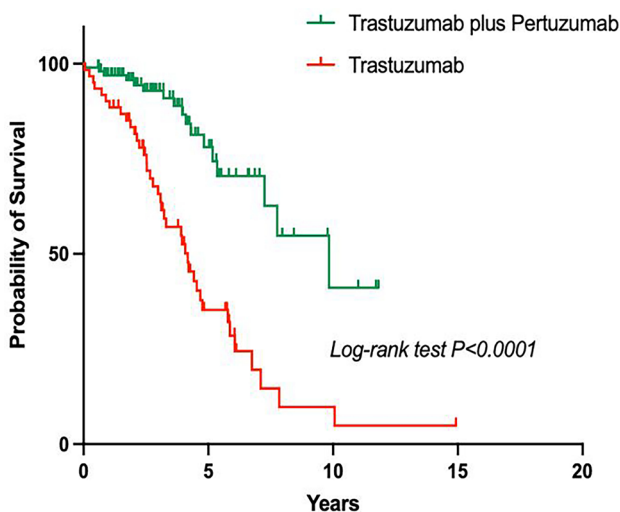 Trastuzumab plus Pertuzumab
Trastuzumab
Probability of Survival
100
50
0
Log-rank test P<0.0001
0 5 10 15 20
Years